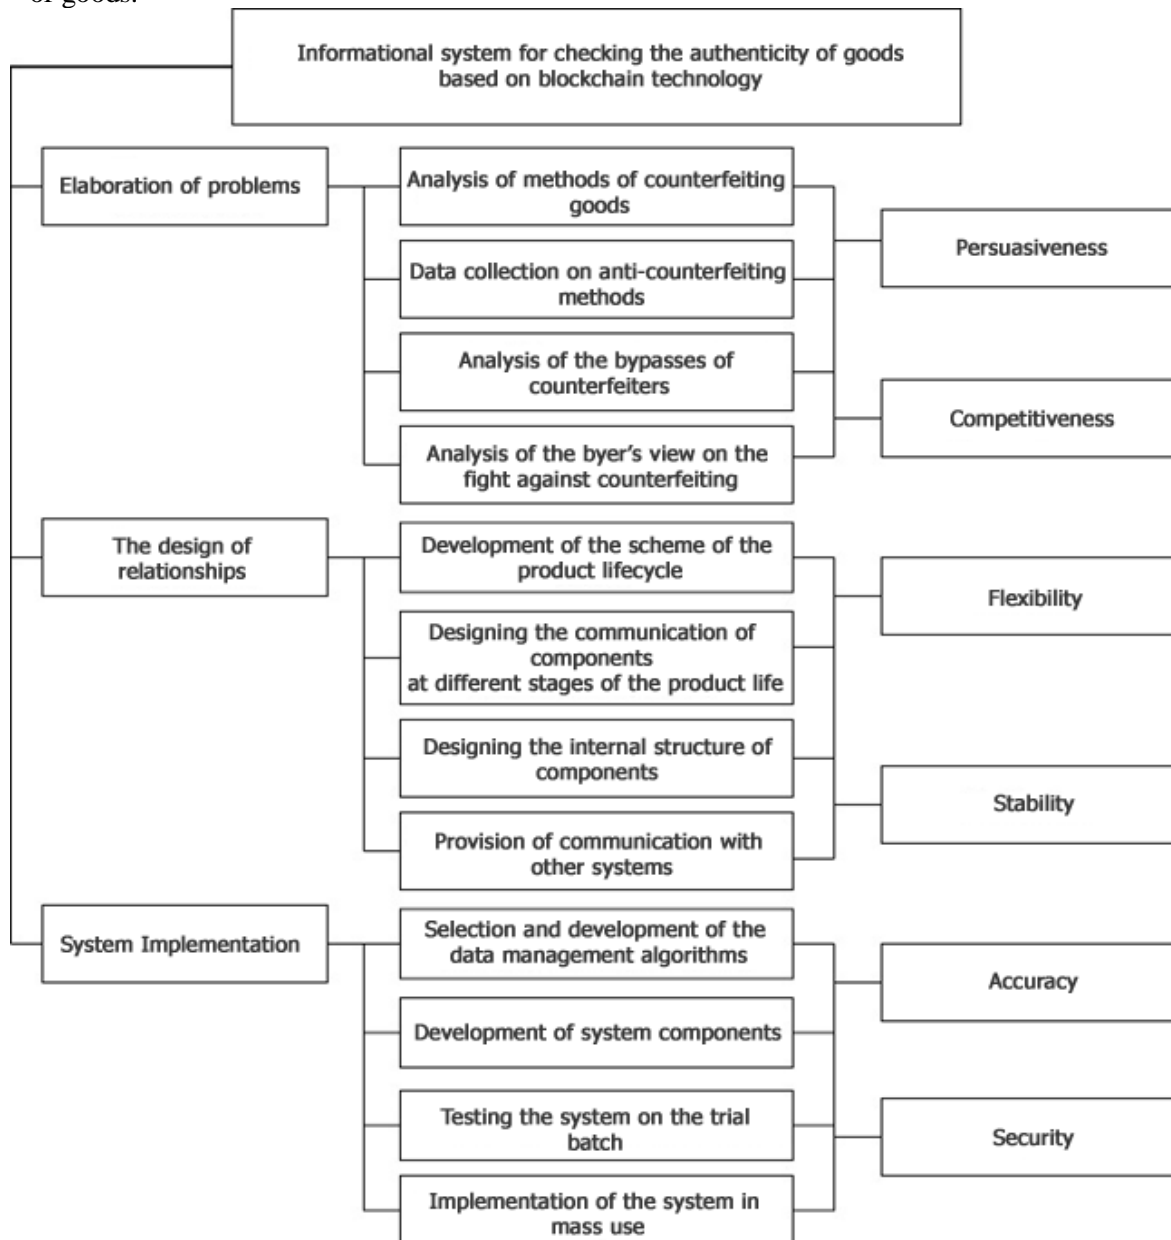 of goods.
Informational system for checking the authenticity of goods
based on blockchain technology
Elaboration of problems
Analysis of methods of counterfeiting
goods
Persuasiveness
Data collection on anti-counterfeiting
methods
Analysis of the bypasses of
counterfeiters
Competitiveness
Analysis of the byer's view on the
fight against counterfeiting
The design of
relationships
Development of the scheme of the
product lifecycle
Flexibility
Designing the communication of
components
at different stages of the product life
Designing the internal structure of
components
Stability
Provision of communication with
other systems
System Implementation
Selection and development of the
data management algorithms
Accuracy
Development of system components
Testing the system on the trial
batch
Security
Implementation of the system in
mass use